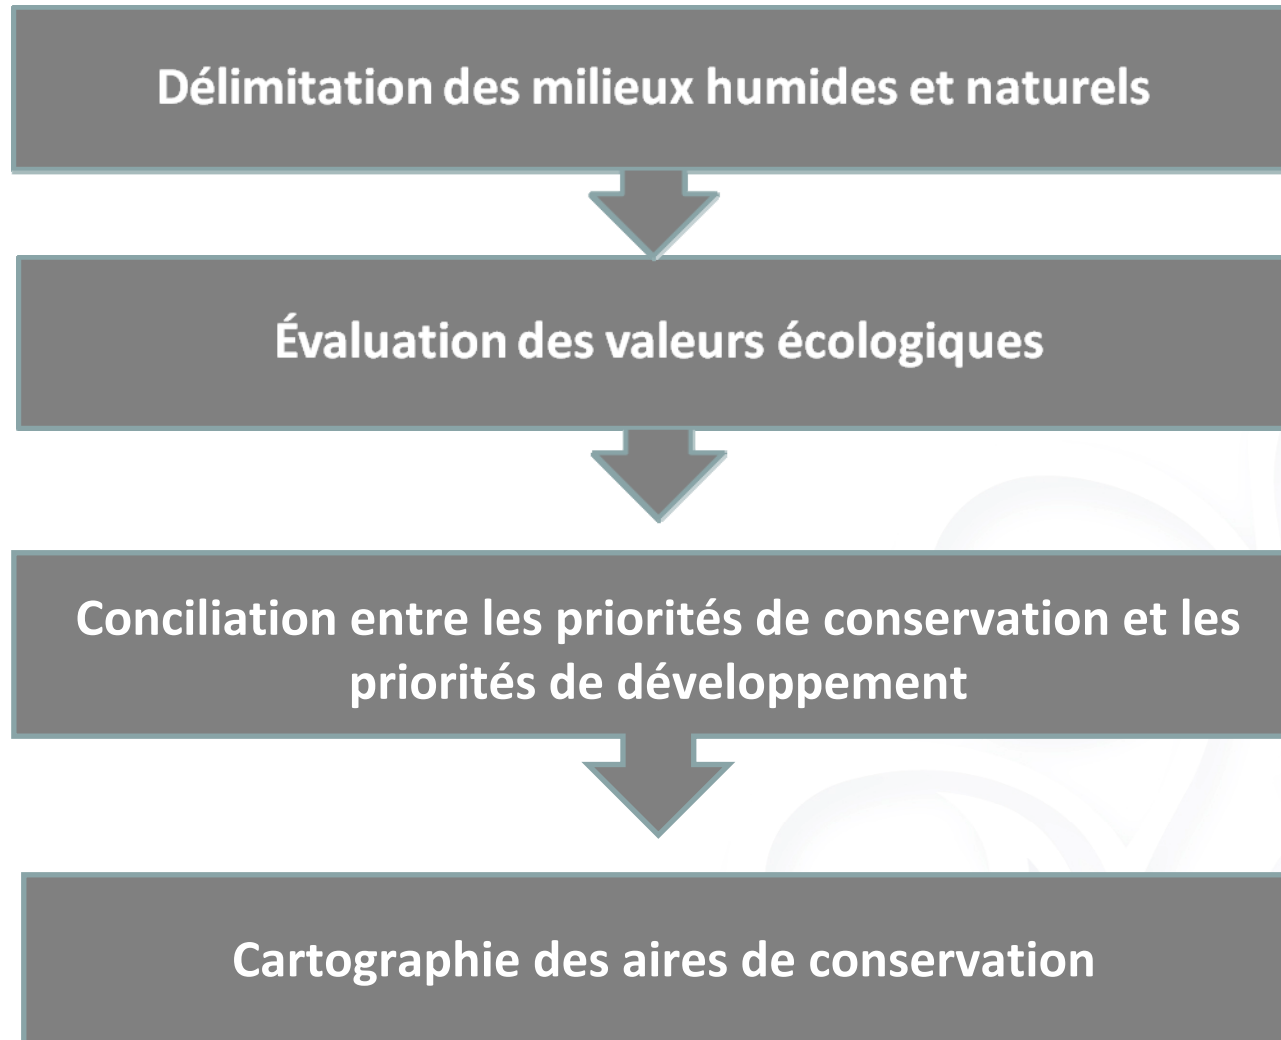 Délimitation des milieux humides et naturels
Évaluation des valeurs écologiques
Conciliation entre les priorités de conservation et les
priorités de développement
Cartographie des aires de conservation